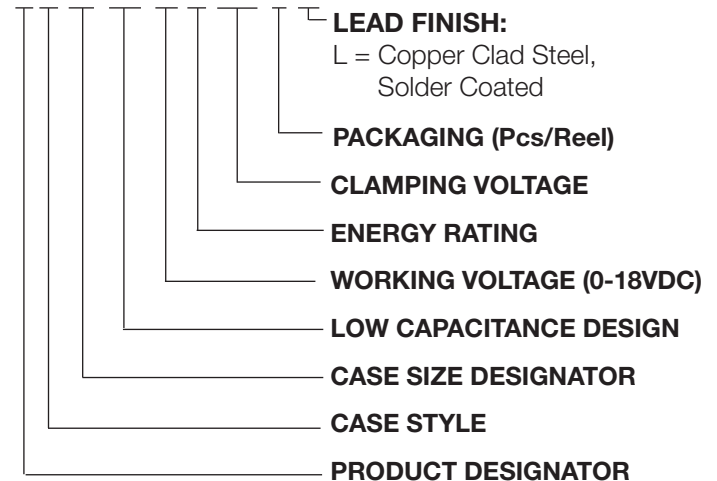 LEAD FINISH:
L = Copper Clad Steel,
Solder Coated
PACKAGING (Pcs/Reel)
CLAMPING VOLTAGE
ENERGY RATING
WORKING VOLTAGE (0-18VDC)
LOW CAPACITANCE DESIGN
CASE SIZE DESIGNATOR
CASE STYLE
PRODUCT DESIGNATOR